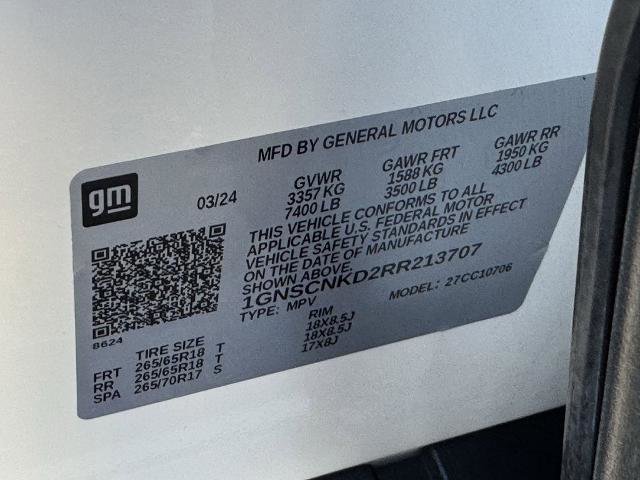 MFD BY GENERAL MOTORS LLC
gm
03/24
GVWR GAWR FRT GAWR RR
3357 KG 1588 KG 1950 KG
7400 LB 3500 LB 4300 LB
THIS VEHICLE CONFORMS TO ALL
APPLICABLE U.S. FEDERAL MOTOR
VEHICLE SAFETY STANDARDS IN EFFECT
ON THE DATE OF MANUFACTURE
SHOWN ABOVE.
1GNSCNKD2RR213707
TYPE: MPV MODEL: 27CC10706
8624
TIRE SIZE RIM
FRT 265/65R18 T 18X8.5J
RR 265/65R18 T 18X8.5J
SPA 265/70R17 S 17X8J